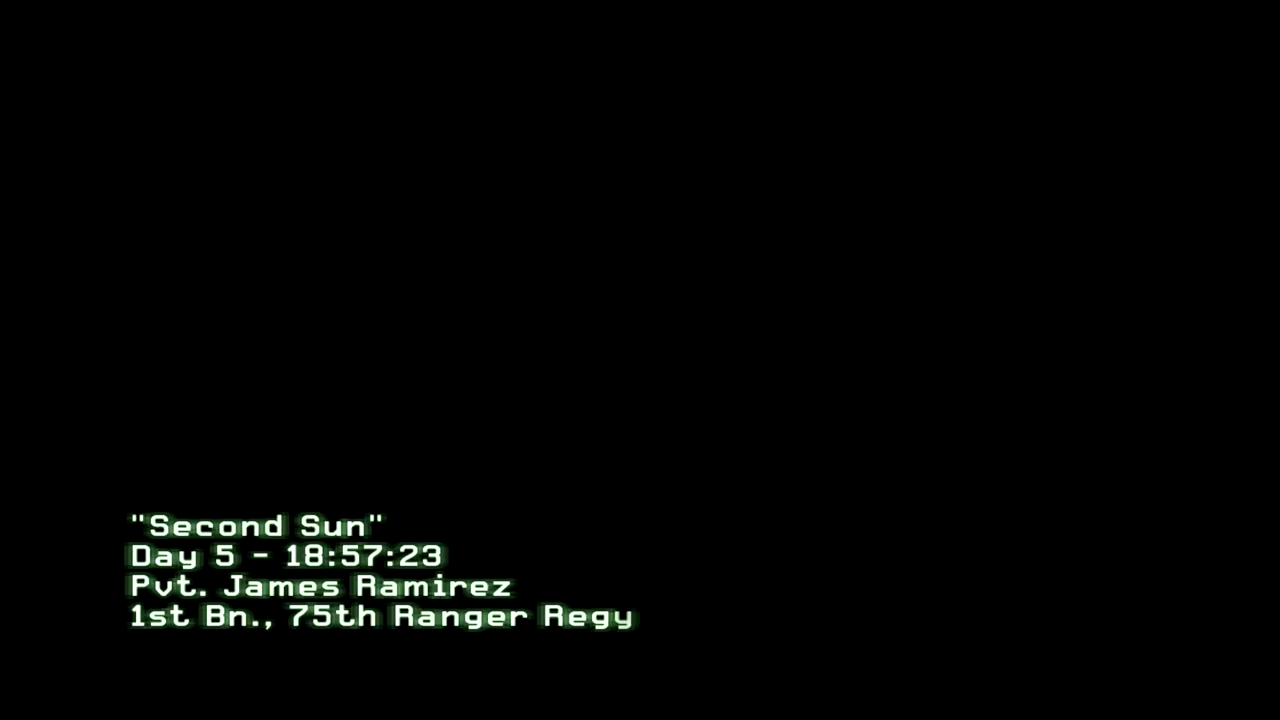 "Second Sun"
Day 5 - 18:57:23
Pvt. James Ramirez
1st Bn., 75th Ranger Regy